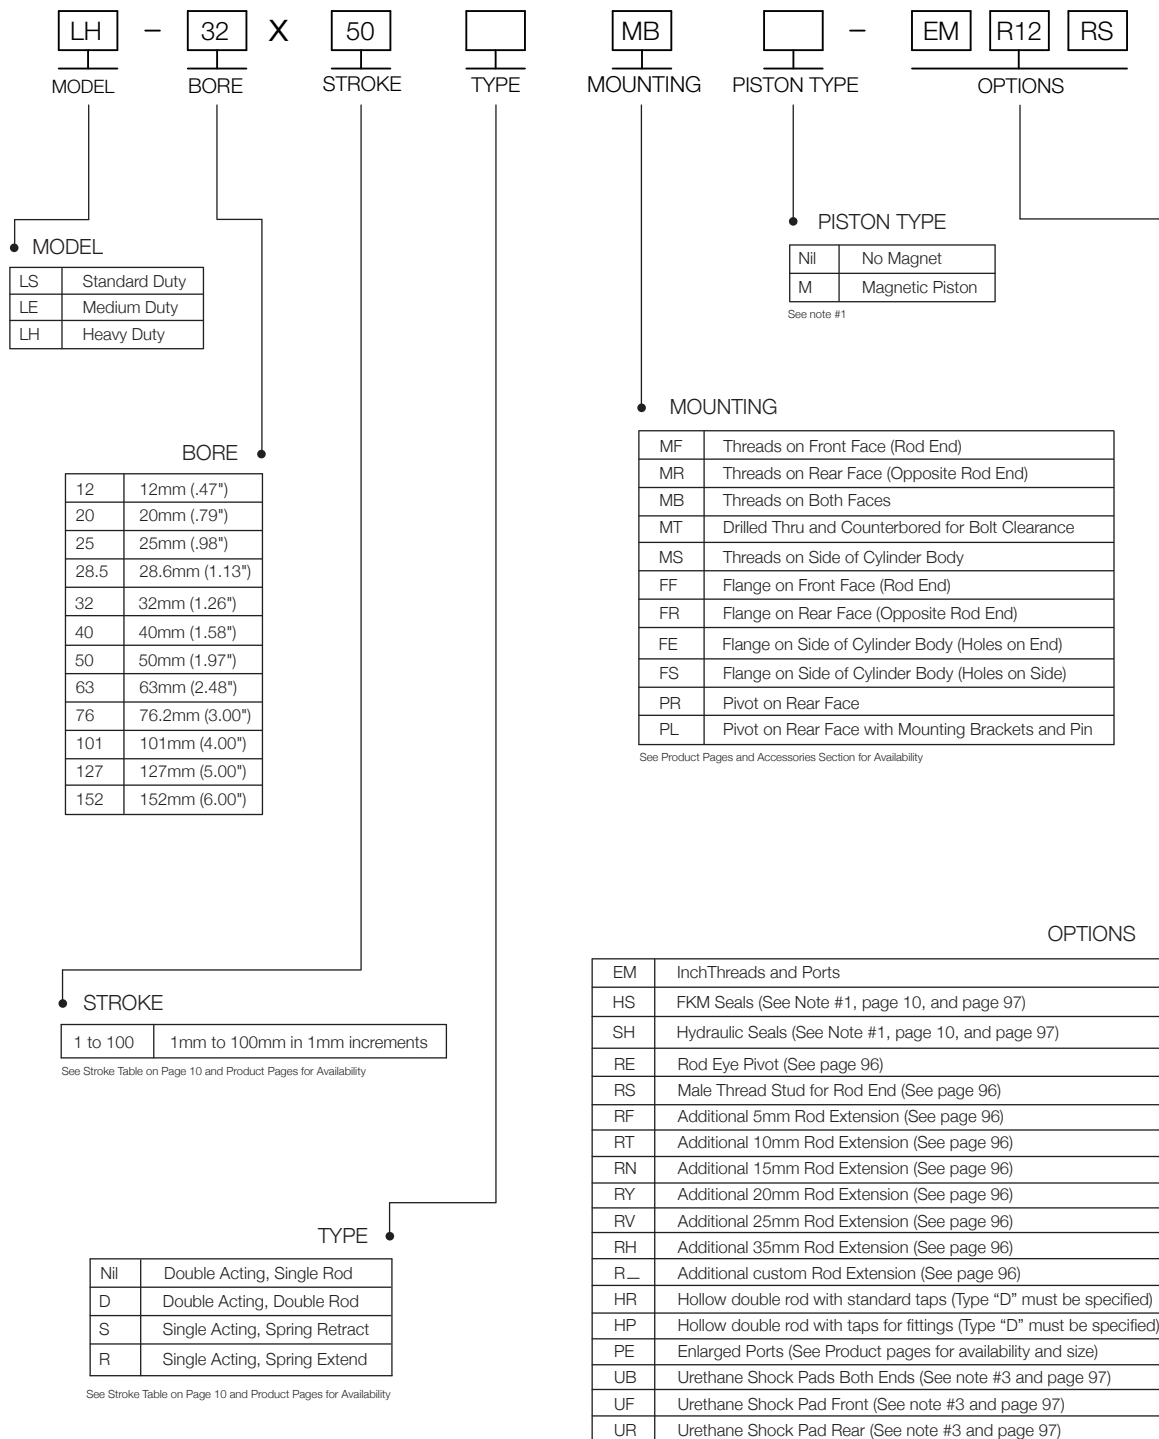 LH – 32 X 50 MB – EM R12 RS
MODEL BORE STROKE TYPE MOUNTING PISTON TYPE OPTIONS
MODEL
LS Standard Duty
LE Medium Duty
LH Heavy Duty
PISTON TYPE
Nil No Magnet
M Magnetic Piston
See note #1
BORE
12 12mm (.47")
20 20mm (.79")
25 25mm (.98")
28.5 28.6mm (1.13")
32 32mm (1.26")
40 40mm (1.58")
50 50mm (1.97")
63 63mm (2.48")
76 76.2mm (3.00")
101 101mm (4.00")
127 127mm (5.00")
152 152mm (6.00")
MOUNTING
MF Threads on Front Face (Rod End)
MR Threads on Rear Face (Opposite Rod End)
MB Threads on Both Faces
MT Drilled Thru and Counterbored for Bolt Clearance
MS Threads on Side of Cylinder Body
FF Flange on Front Face (Rod End)
FR Flange on Rear Face (Opposite Rod End)
FE Flange on Side of Cylinder Body (Holes on End)
FS Flange on Side of Cylinder Body (Holes on Side)
PR Pivot on Rear Face
PL Pivot on Rear Face with Mounting Brackets and Pin
See Product Pages and Accessories Section for Availability
STROKE
1 to 100 1mm to 100mm in 1mm increments
See Stroke Table on Page 10 and Product Pages for Availability
TYPE
Nil Double Acting, Single Rod
D Double Acting, Double Rod
S Single Acting, Spring Retract
R Single Acting, Spring Extend
See Stroke Table on Page 10 and Product Pages for Availability
OPTIONS
EM InchThreads and Ports
HS FKM Seals (See Note #1, page 10, and page 97)
SH Hydraulic Seals (See Note #1, page 10, and page 97)
RE Rod Eye Pivot (See page 96)
RS Male Thread Stud for Rod End (See page 96)
RF Additional 5mm Rod Extension (See page 96)
RT Additional 10mm Rod Extension (See page 96)
RN Additional 15mm Rod Extension (See page 96)
RY Additional 20mm Rod Extension (See page 96)
RV Additional 25mm Rod Extension (See page 96)
RH Additional 35mm Rod Extension (See page 96)
R_ Additional custom Rod Extension (See page 96)
HR Hollow double rod with standard taps (Type “D” must be specified)
HP Hollow double rod with taps for fittings (Type “D” must be specified)
PE Enlarged Ports (See Product pages for availability and size)
UB Urethane Shock Pads Both Ends (See note #3 and page 97)
UF Urethane Shock Pad Front (See note #3 and page 97)
UR Urethane Shock Pad Rear (See note #3 and page 97)